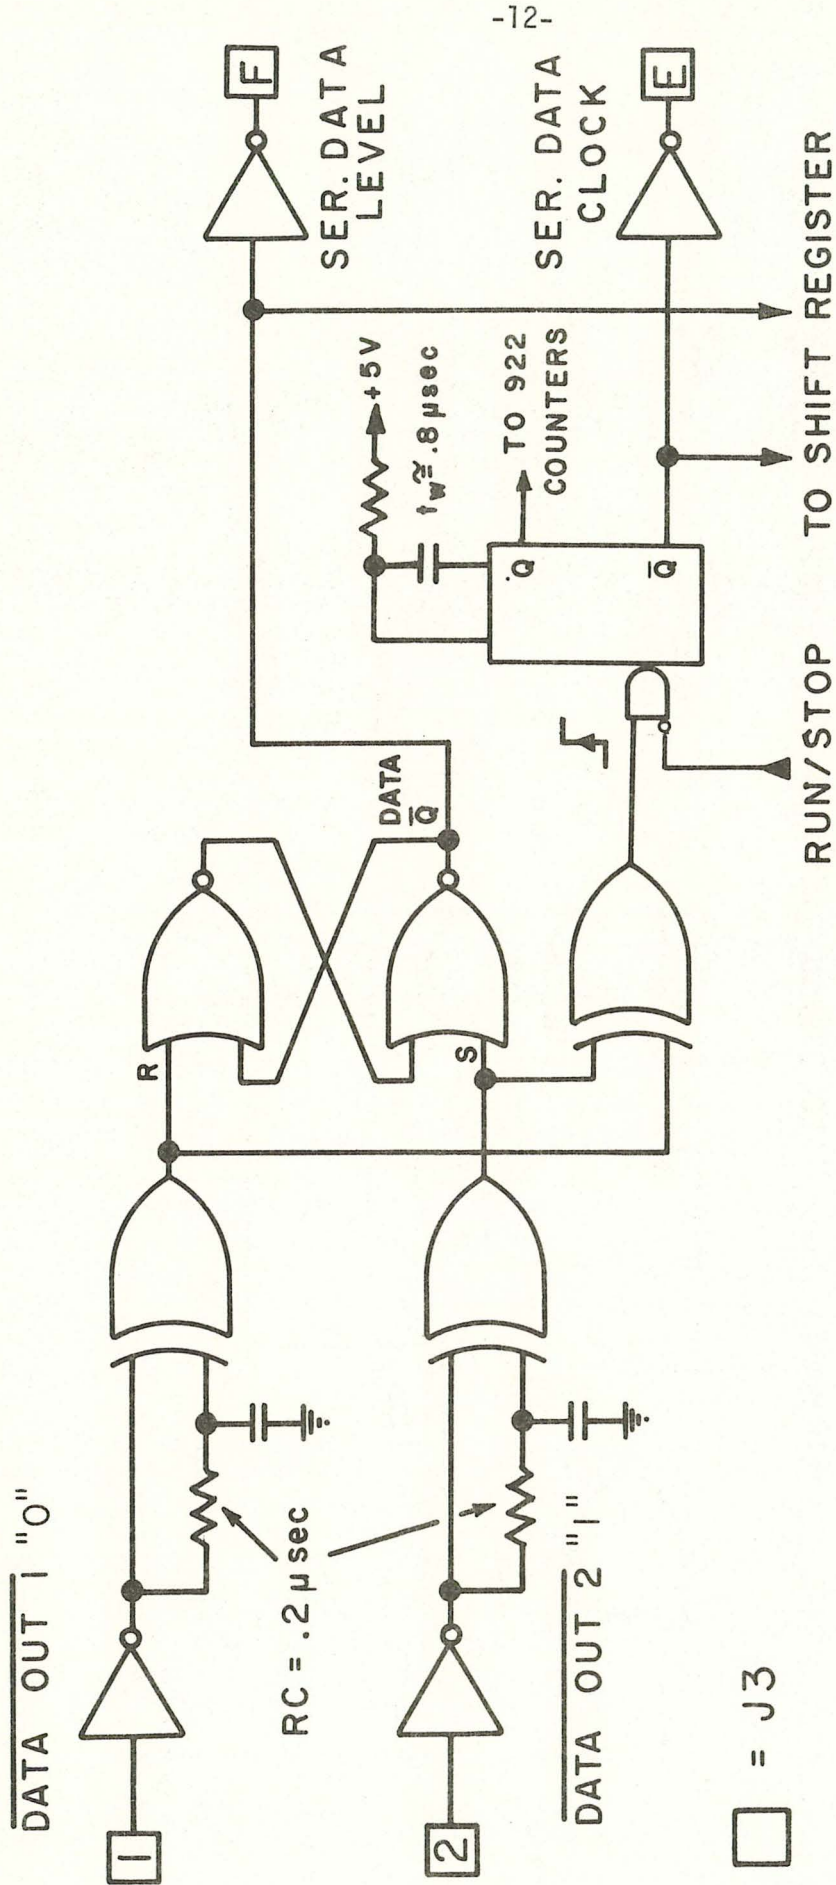 -12-
DATA OUT 1 "0"
1
RC = .2 µsec
2
DATA OUT 2 "1"
= J3
R
S
DATA
Q̅
+5V
tw ≅ .8 µsec
Q
TO 922
COUNTERS
Q̅
RUN/STOP
TO SHIFT REGISTER
F
SER. DATA
LEVEL
E
SER. DATA
CLOCK